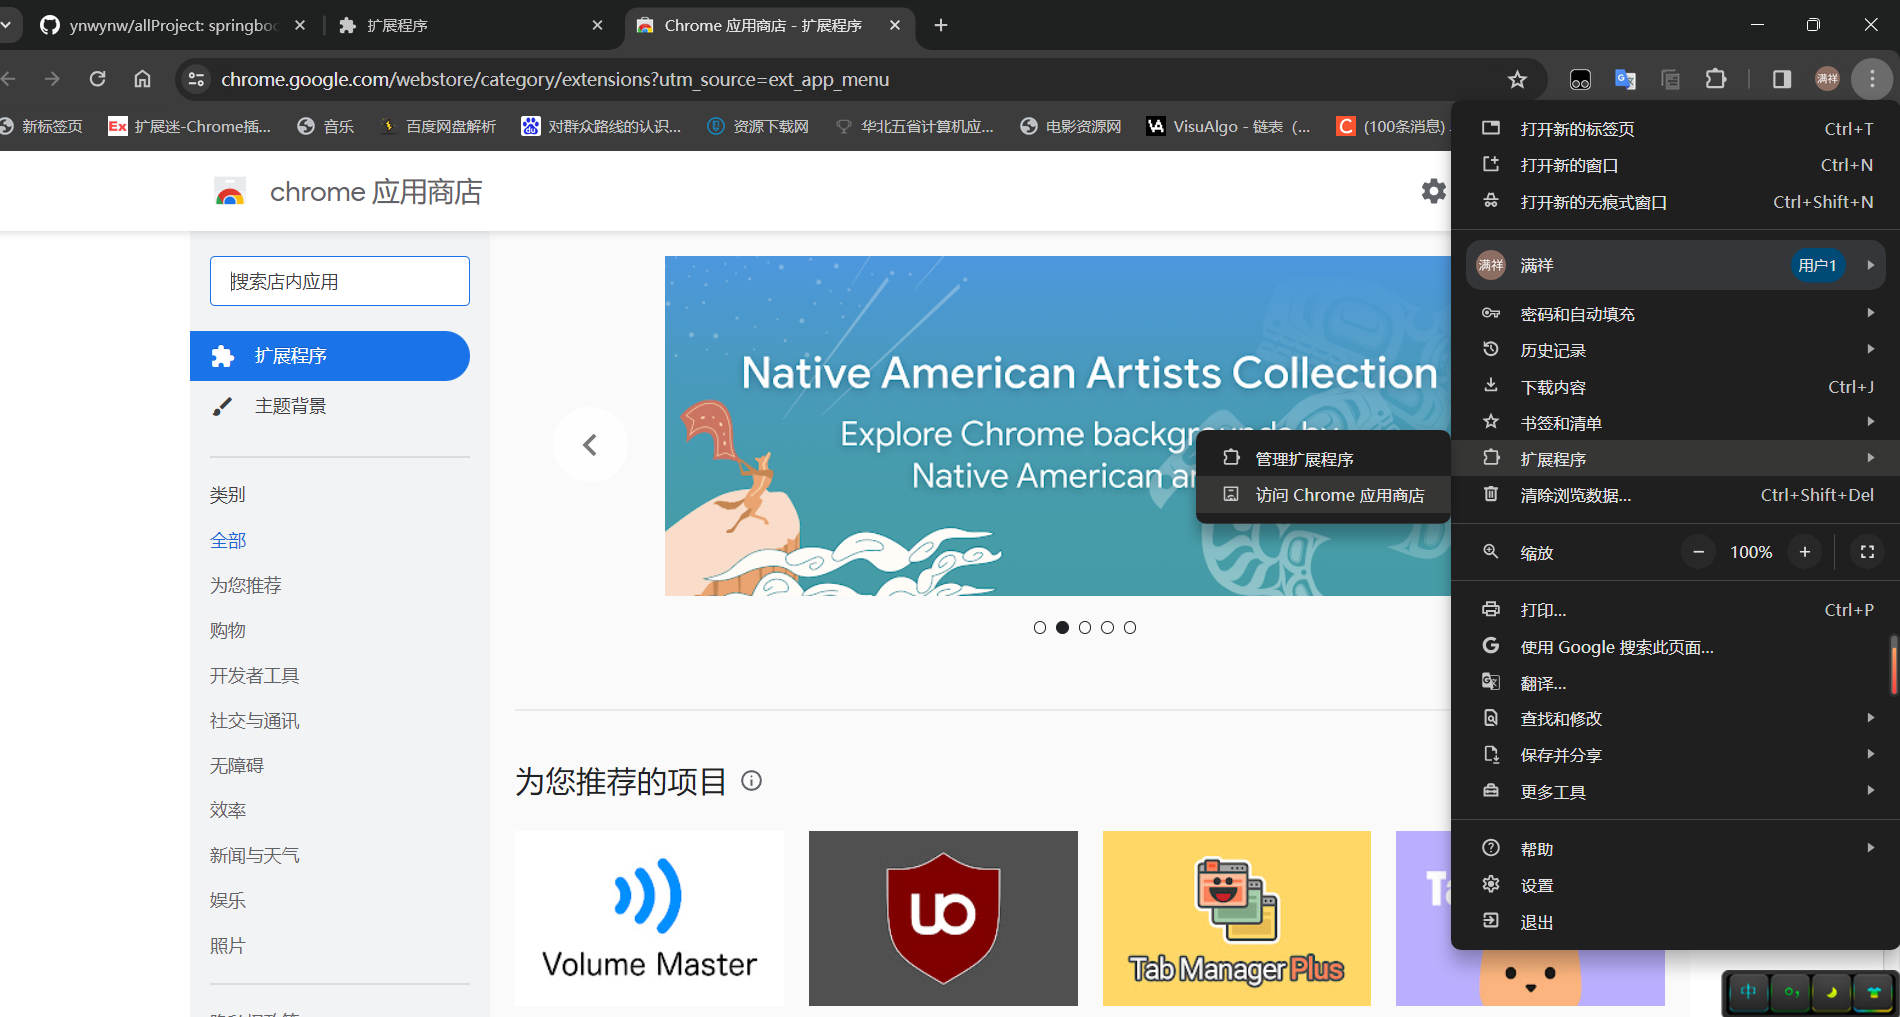 ynwynw/allProject: springboo
扩展程序
Chrome 应用商店 - 扩展程序
chrome.google.com/webstore/category/extensions?utm_source=ext_app_menu
满祥
新标签页
Ex 扩展迷-Chrome插...
音乐
百度网盘解析
对群众路线的认识...
资源下载网
华北五省计算机应...
电影资源网
VA VisuAlgo - 链表（...
C (100条消息)
chrome 应用商店
搜索店内应用
扩展程序
主题背景
类别
全部
为您推荐
购物
开发者工具
社交与通讯
无障碍
效率
新闻与天气
娱乐
照片
Native American Artists Collection
Explore Chrome backgrounds by
Native American ar
为您推荐的项目
Volume Master
UO
Tab Manager Plus
Ta
管理扩展程序
访问 Chrome 应用商店
打开新的标签页 Ctrl+T
打开新的窗口 Ctrl+N
打开新的无痕式窗口 Ctrl+Shift+N
满祥 满祥 用户1
密码和自动填充
历史记录
下载内容 Ctrl+J
书签和清单
扩展程序
清除浏览数据... Ctrl+Shift+Del
缩放 − 100% +
打印... Ctrl+P
使用 Google 搜索此页面...
翻译...
查找和修改
保存并分享
更多工具
帮助
设置
退出
中